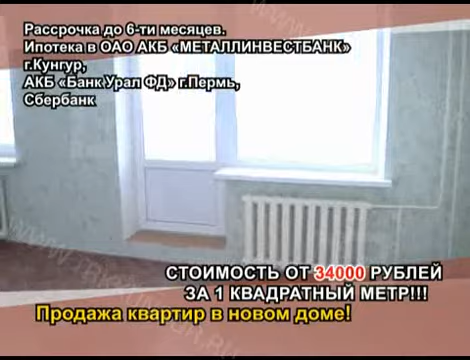 Рассрочка до 6-ти месяцев.
Ипотека в ОАО АКБ «МЕТАЛЛИНВЕСТБАНК»
г.Кунгур,
АКБ «Банк Урал ФД» г.Пермь,
Сбербанк
СТОИМОСТЬ ОТ 34000 РУБЛЕЙ
ЗА 1 КВАДРАТНЫЙ МЕТР!!!
Продажа квартир в новом доме!